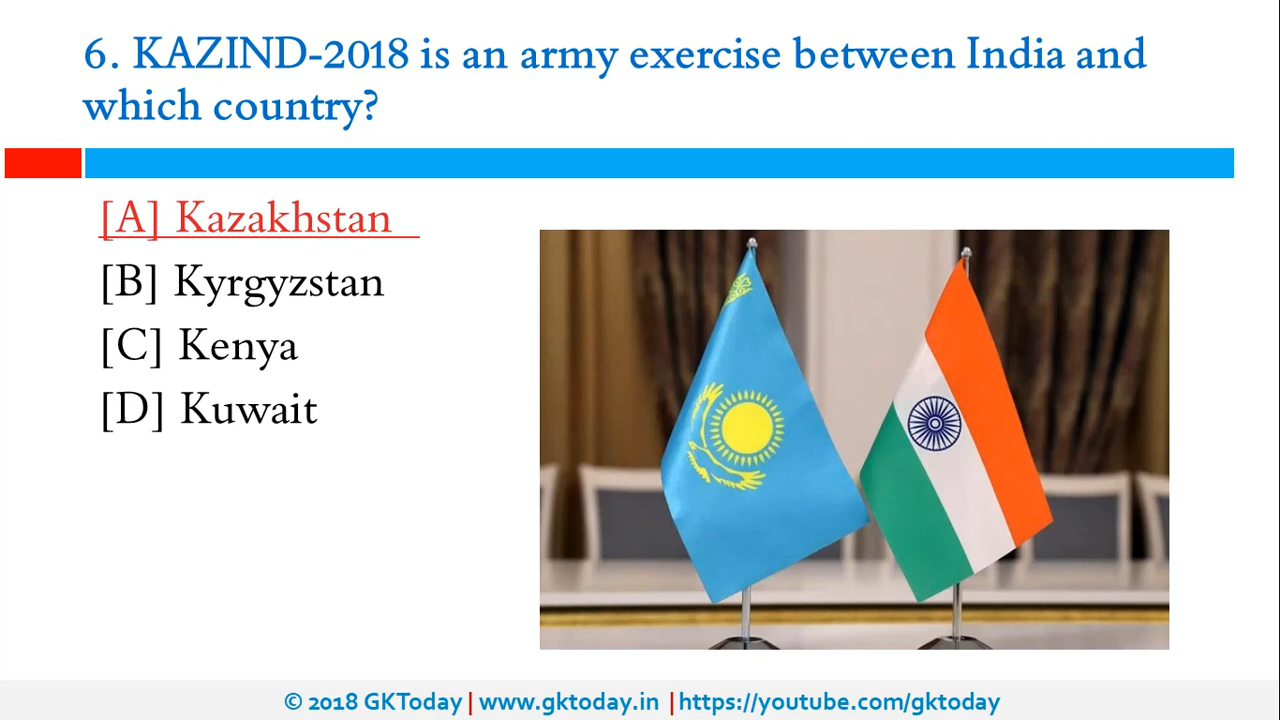 6. KAZIND-2018 is an army exercise between India and
which country?
[A] Kazakhstan
[B] Kyrgyzstan
[C] Kenya
[D] Kuwait
© 2018 GKToday | www.gktoday.in | https://youtube.com/gktoday